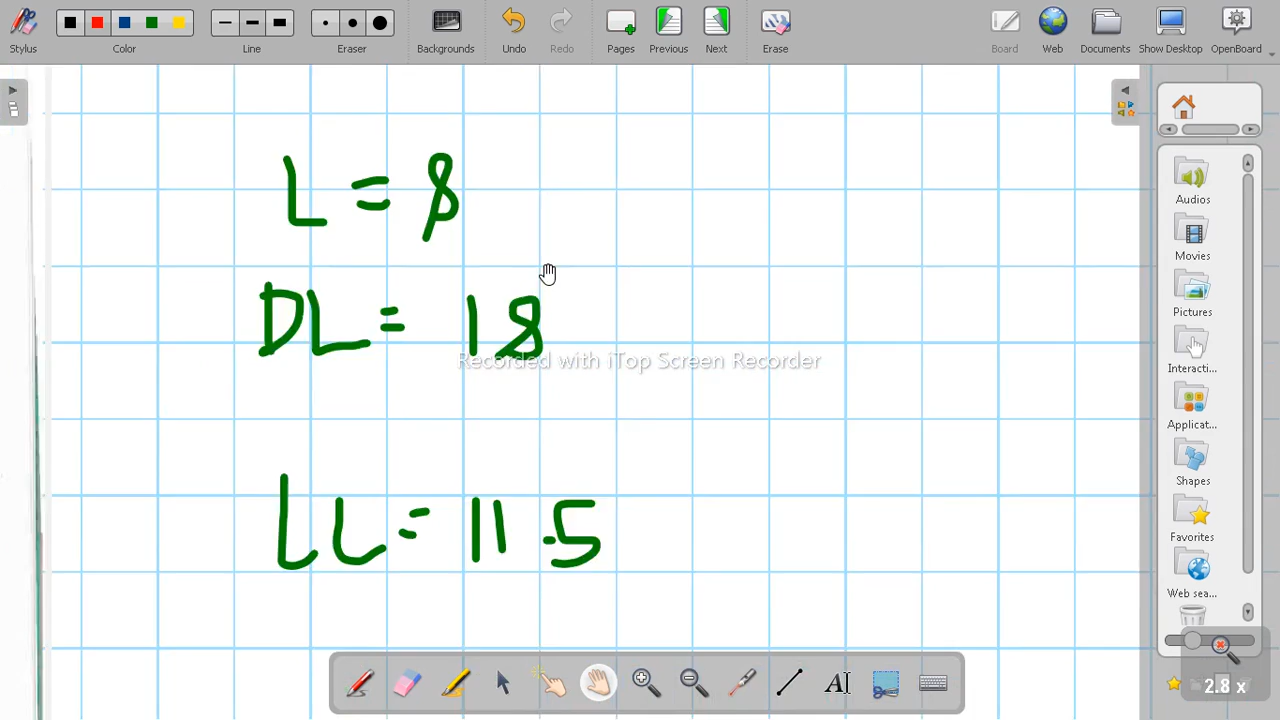 Stylus Color Line Eraser Backgrounds Undo Redo Pages Previous Next Erase Board Web Documents Show Desktop OpenBoard
L = 8
DL = 18
Recorded with iTop Screen Recorder
LL = 11.5
Audios
Movies
Pictures
Interacti...
Applicat...
Shapes
Favorites
Web sea...
AI
2.8 x